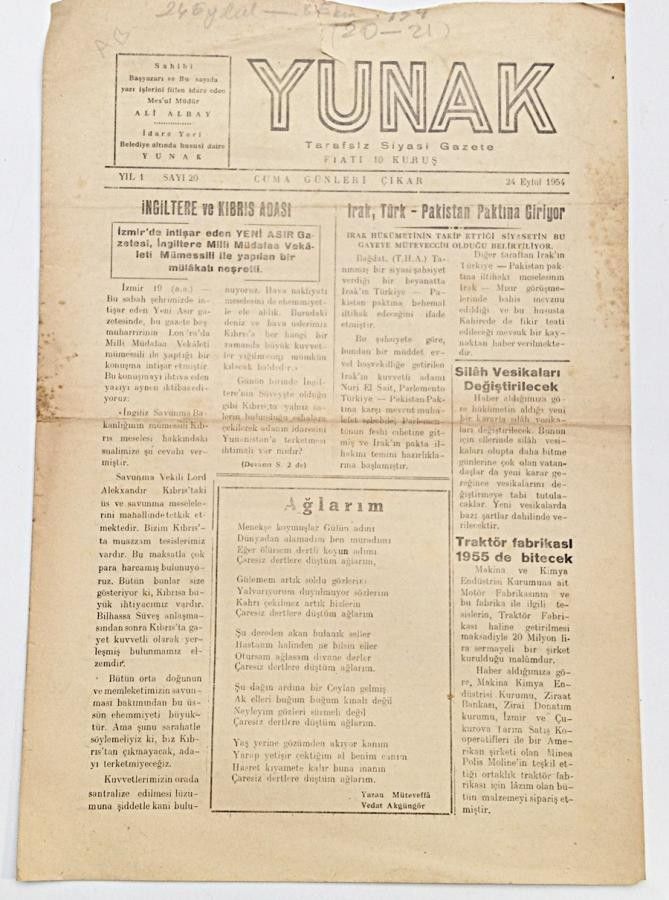 24 Eylül —
(20-21)
Sahibi
Başyazarı ve Bu sayıda
yazı işlerini fiilen idare eden
Mes'ul Müdür
ALİ ALBAY
İdare Yeri
Belediye altında hususi daire
YUNAK
YUNAK
Tarafsız Siyasi Gazete
FİATI 10 KURUŞ
YIL 1 SAYI 20
CUMA GÜNLERİ ÇIKAR
24 Eylül 1954
İNGİLTERE ve KIBRIS ADASI
İzmir'de intişar eden YENİ ASIR Ga-
zetesi, İngiltere Milli Müdafaa Vekâ-
leti Mümessili ile yapılan bir
mülâkatı neşretti.
İzmir 19 (a.a.) —
Bu sabah şehrimizde in-
tişar eden Yeni Asır ga-
zetesinde, bu gazete baş
muharririnin Londra'da
Milli Müdafaa Vekâleti
mümessili ile yaptığı bir
konuşma intişar etmiştir.
Bu konuşmayı ihtiva eden
yazıyı aynen iktibas edi-
yoruz:
«İngiliz Savunma Ba-
kanlığının mümessili Kıb-
rıs meselesi hakkındaki
sualimize şu cevabı ver-
miştir.
Savunma Vekili Lord
Alekxandır Kıbrıs'taki
üs ve savunma meselele-
rini mahallinde tetkik et-
mektedir. Bizim Kıbrıs'-
ta muazzam tesislerimiz
vardır. Bu maksatla çok
para harcamış bulunuyo-
ruz. Bütün bunlar size
gösteriyor ki, Kıbrısa bü-
yük ihtiyacımız vardır.
Bilhassa Süveş anlaşma-
sından sonra Kıbrıs'ta ga-
yet kuvvetli olarak yer-
leşmiş bulunmamız el-
zemdir.
Bütün orta doğunun
ve memleketimizin savun-
ması bakımından bu üs-
sün ehemmiyeti büyük-
tür. Ama şunu sarahatle
söylemeliyiz ki, biz Kıb-
rıs'tan çıkmayacak, ada-
yı terketmiyeceğiz.
Kuvvetlerimizin orada
santralize edilmesi lüzu-
muna şiddetle kani bulu-
nuyoruz. Hava nakliyatı
meselesini de ehemmiyet-
le ele aldık. Buradaki
deniz ve hava üslerimiz
Kıbrıs'a her hangi bir
zamanda büyük kuvvet-
ler yığılmasını mümkün
kılacak haldedir.»
Günün birinde İngil-
tere'nin Süveyşte olduğu
gibi Kıbrıs'ta yalnız
lerin bulunduğu
çekilerek adanın idaresini
Yunanistan'a terketmesi
ihtimali var mıdır?
(Devamı S. 2 de)
Irak, Türk - Pakistan Paktına Giriyor
IRAK HÜKÛMETİNİN TAKİP ETTİĞİ SİYASETİN BU
GAYEYE MÜTEVECCİH OLDUĞU BELİRTİLİYOR.
Bağdat, (T.H.A.) Ta-
nınmış bir siyasi şahsiyet
verdiği bir beyanatta
Irak'ın Türkiye — Pa-
kistan paktına behemal
iltihak edeceğini ifade
etmiştir.
Bu şahsiyete göre,
bundan bir müddet ev-
vel başvekilliğe getirilen
Irak'ın kuvvetli adamı
Nuri El Sait, Parlemento
Türkiye — Pakistan Pak-
tına karşı mevcut muha-
lefet sebebile, Parlemen-
tonun feshi cihetine git-
miş ve Irak'ın pakta il-
hakını temini hazırlıkla-
rına başlamıştır.
Diğer taraftan Irak'ın
Türkiye — Pakistan pak-
tına iltihakı meselesinin
Irak — Mısır görüşme-
lerinde bahis mevzuu
edildiği ve bu hususta
Kahirede de fikir teati
edileceği mevsuk bir kay-
naktan haber verilmekte-
dir.
Silâh Vesikaları
Değiştirilecek
Haber aldığımıza gö-
re hükûmetin aldığı yeni
bir kararla silâh vesika-
ları değiştirilecek. Bunun
için ellerinde silâh vesi-
kaları olupta daha bitme
günlerine çok olan vatan-
daşlar da yeni karar ge-
reğince vesikalarını de-
ğiştirmeye tabi tutula-
caklar. Yeni vesikalarda
bazı şartlar dahilinde ve-
rilecektir.
Traktör fabrikası
1955 de bitecek
Makina ve Kimya
Endüstrisi Kurumuna ait
Motör Fabrikasının ve
bu fabrika ile ilgili te-
sislerin, Traktör Fabri-
kası haline getirilmesi
maksadiyle 20 Milyon li-
ra sermayeli bir şirket
kurulduğu malûmdur.
Haber aldığımıza gö-
re, Makina Kimya En-
düstrisi Kurumu, Ziraat
Bankası, Zirai Donatım
kurumu, İzmir ve Çu-
kurova Tarım Satış Ko-
operatifleri ile bir Ame-
rikan şirketi olan Minea
Polis Moline'in teşkil et-
tiği ortaklık traktör fab-
rikası için lâzım olan bü-
tün malzemeyi sipariş et-
miştir.
Ağlarım
Menekşe koymuşlar Gülün adını
Dünyadan alamadım ben muradımı
Eğer ölürsem dertli koyun adımı
Çaresiz dertlere düştüm ağlarım,
Gülemem artık soldu gözlerim
Yalvarıyorum duyulmuyor sözlerim
Kahrı çekilmez artık bizlerin
Çaresiz dertlere düştüm ağlarım
Şu dereden akan bulanık seller
Hastanın halinden ne bilsin eller
Otursam ağlasam divane derler
Çaresiz dertlere düştüm ağlarım.
Şu dağın ardına bir Ceylan gelmiş
Ak elleri buğum buğum kınalı değil
Neyleyim gözleri sürmeli değil
Çaresiz dertlere düştüm ağlarım.
Yaş yerine gözümden akıyor kanım
Yarap yetişir çektiğim al benim canım
Hasret kıyamete kadar buna inanın
Çaresiz dertlere düştüm ağlarım.
Yazan Müteveffâ
Vedat Akgüngör